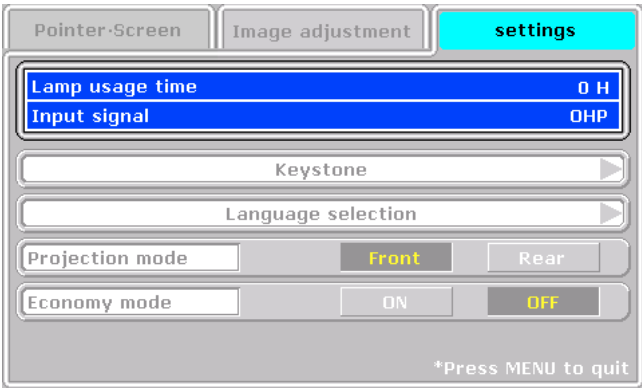 Pointer·Screen
Image adjustment
settings
Lamp usage time 0 H
Input signal OHP
Keystone
Language selection
Projection mode Front Rear
Economy mode ON OFF
*Press MENU to quit